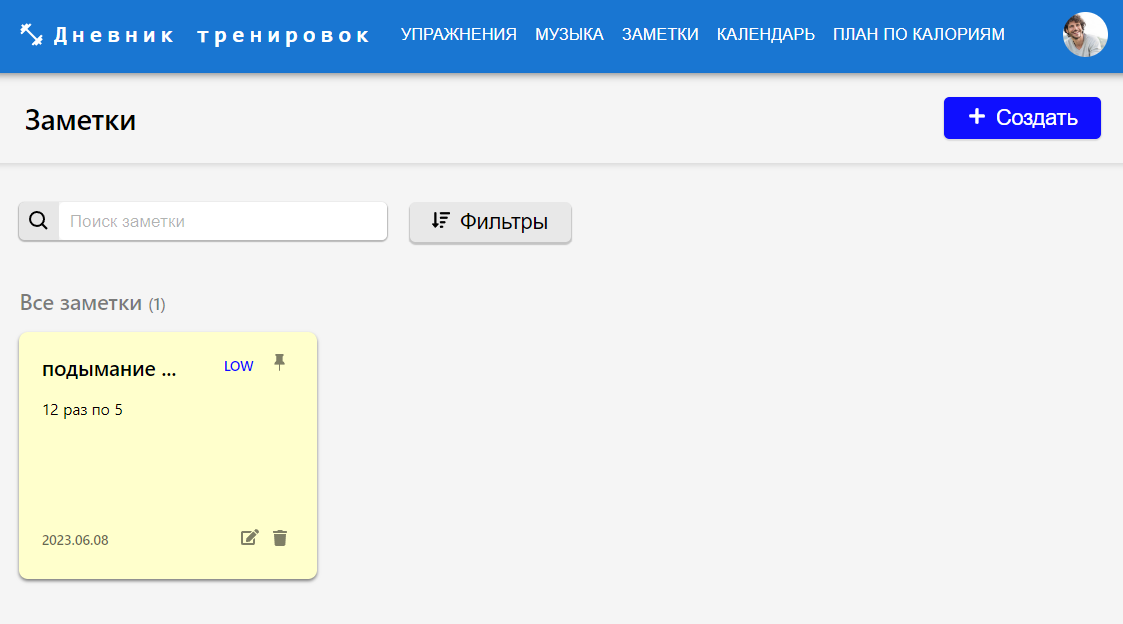 Дневник тренировок УПРАЖНЕНИЯ МУЗЫКА ЗАМЕТКИ КАЛЕНДАРЬ ПЛАН ПО КАЛОРИЯМ
Заметки
Создать
Поиск заметки
Фильтры
Все заметки (1)
подымание ...
LOW
12 раз по 5
2023.06.08